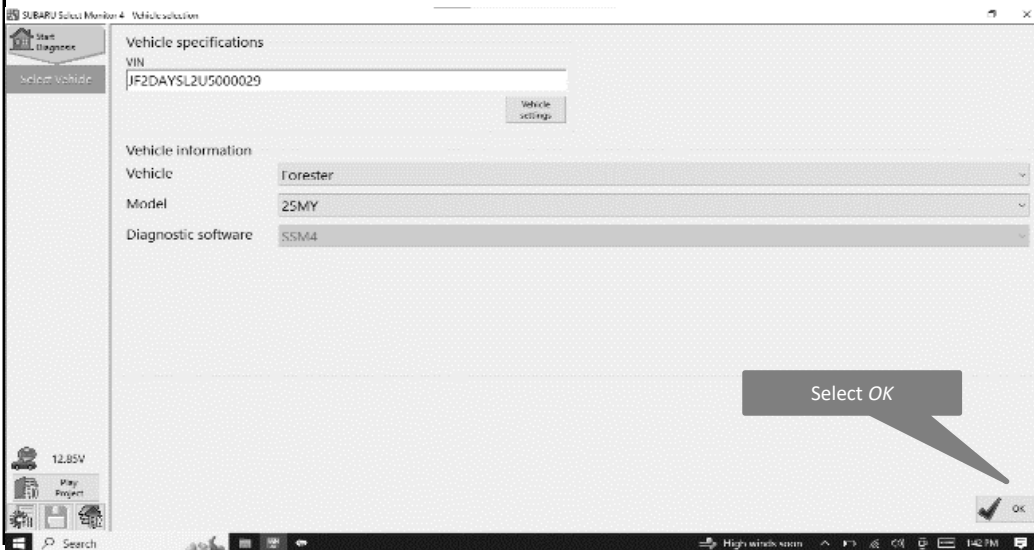 SUBARU Select Monitor 4 Vehicle selection
Start
Diagnosis
Select Vehicle
Vehicle specifications
VIN
JF2DAYSL2U5000029
Vehicle
settings
Vehicle information
Vehicle
Forester
Model
25MY
Diagnostic software
SSM4
Select OK
12.85V
Play
Project
OK
Search
High winds soon
1:42 PM